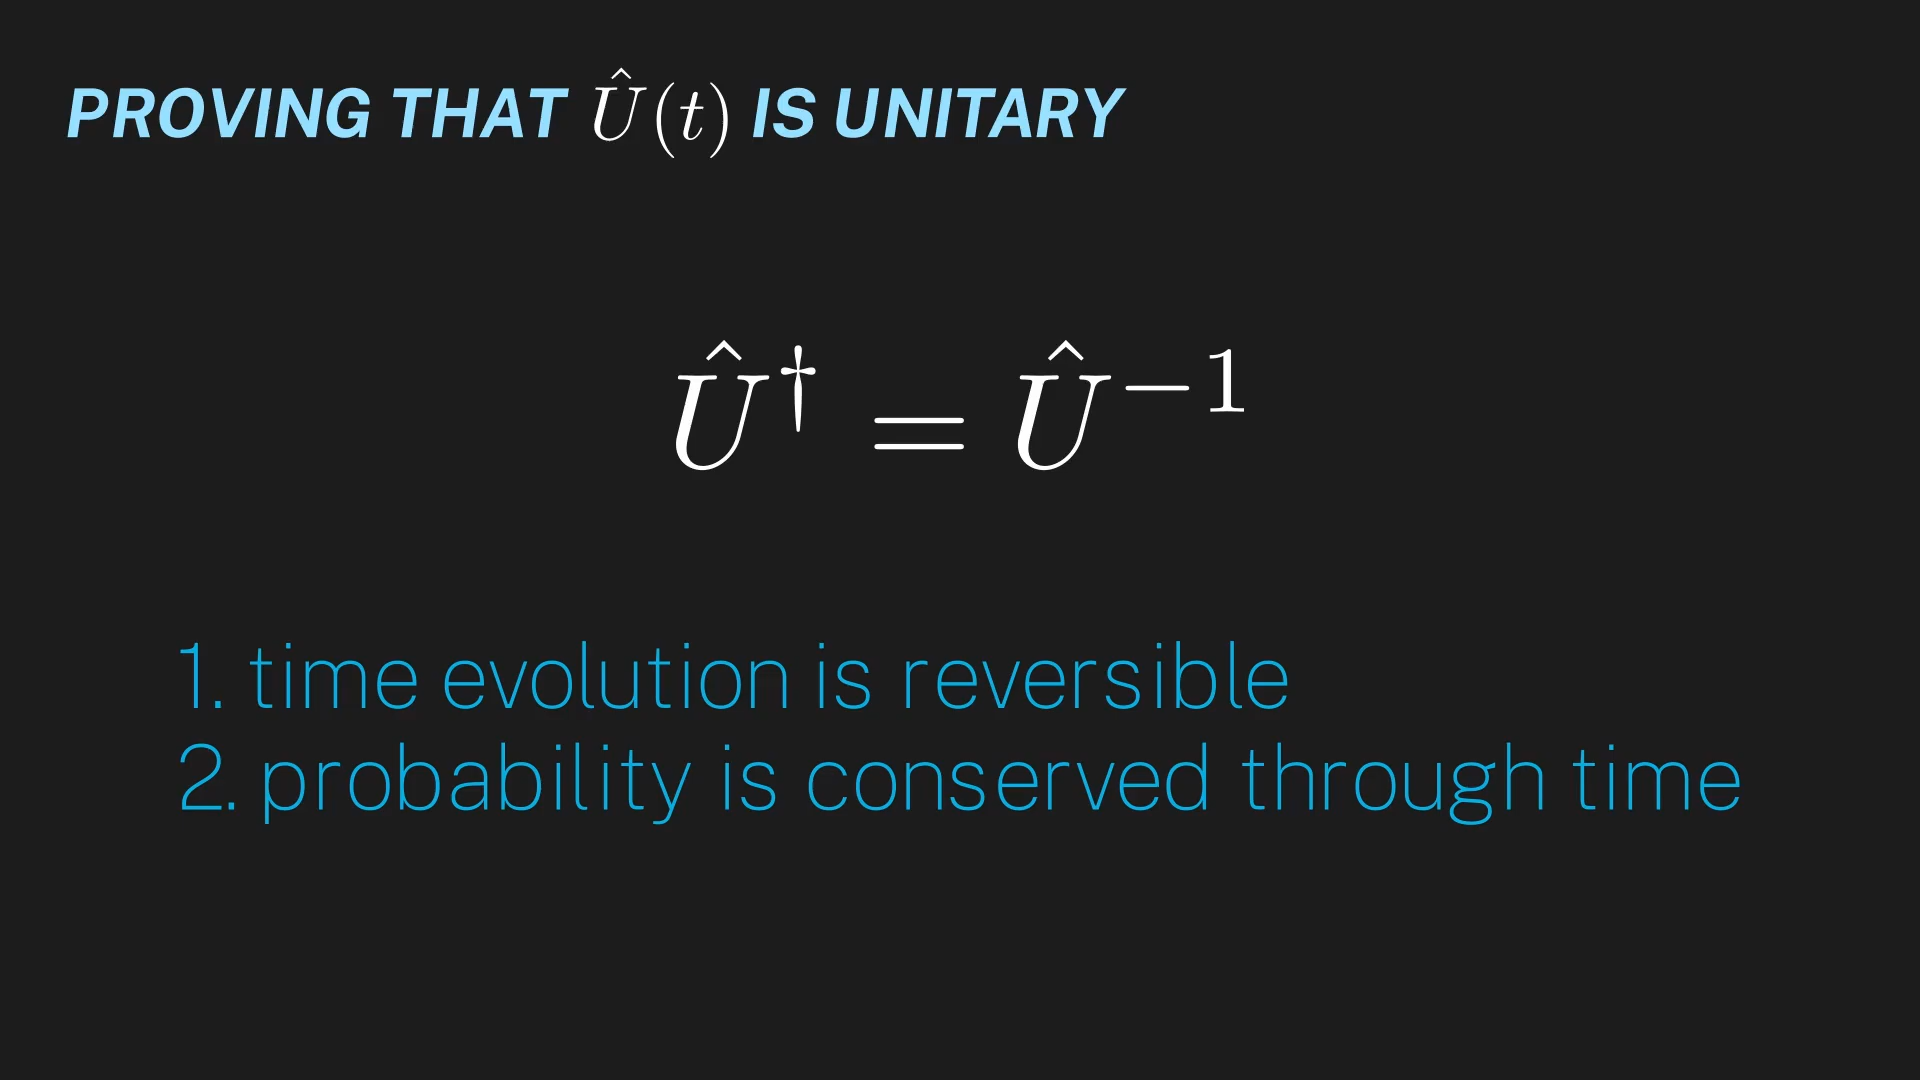 PROVING THAT Û(t) IS UNITARY
Û† = Û⁻¹
1. time evolution is reversible
2. probability is conserved through time